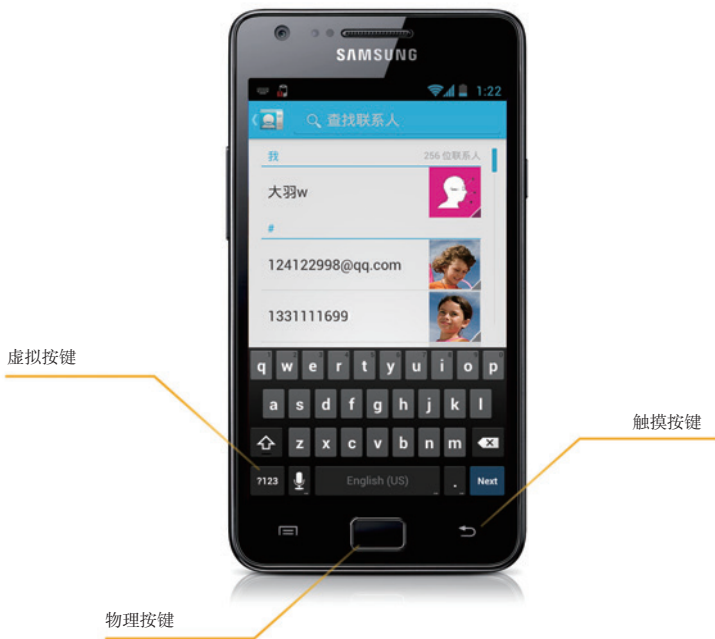 SAMSUNG
1:22
查找联系人
我 256 位联系人
大羽w
#
124122998@qq.com
1331111699
虚拟按键
q w e r t y u i o p
a s d f g h j k l
触摸按键
z x c v b n m
?123 English (US) . Next
物理按键